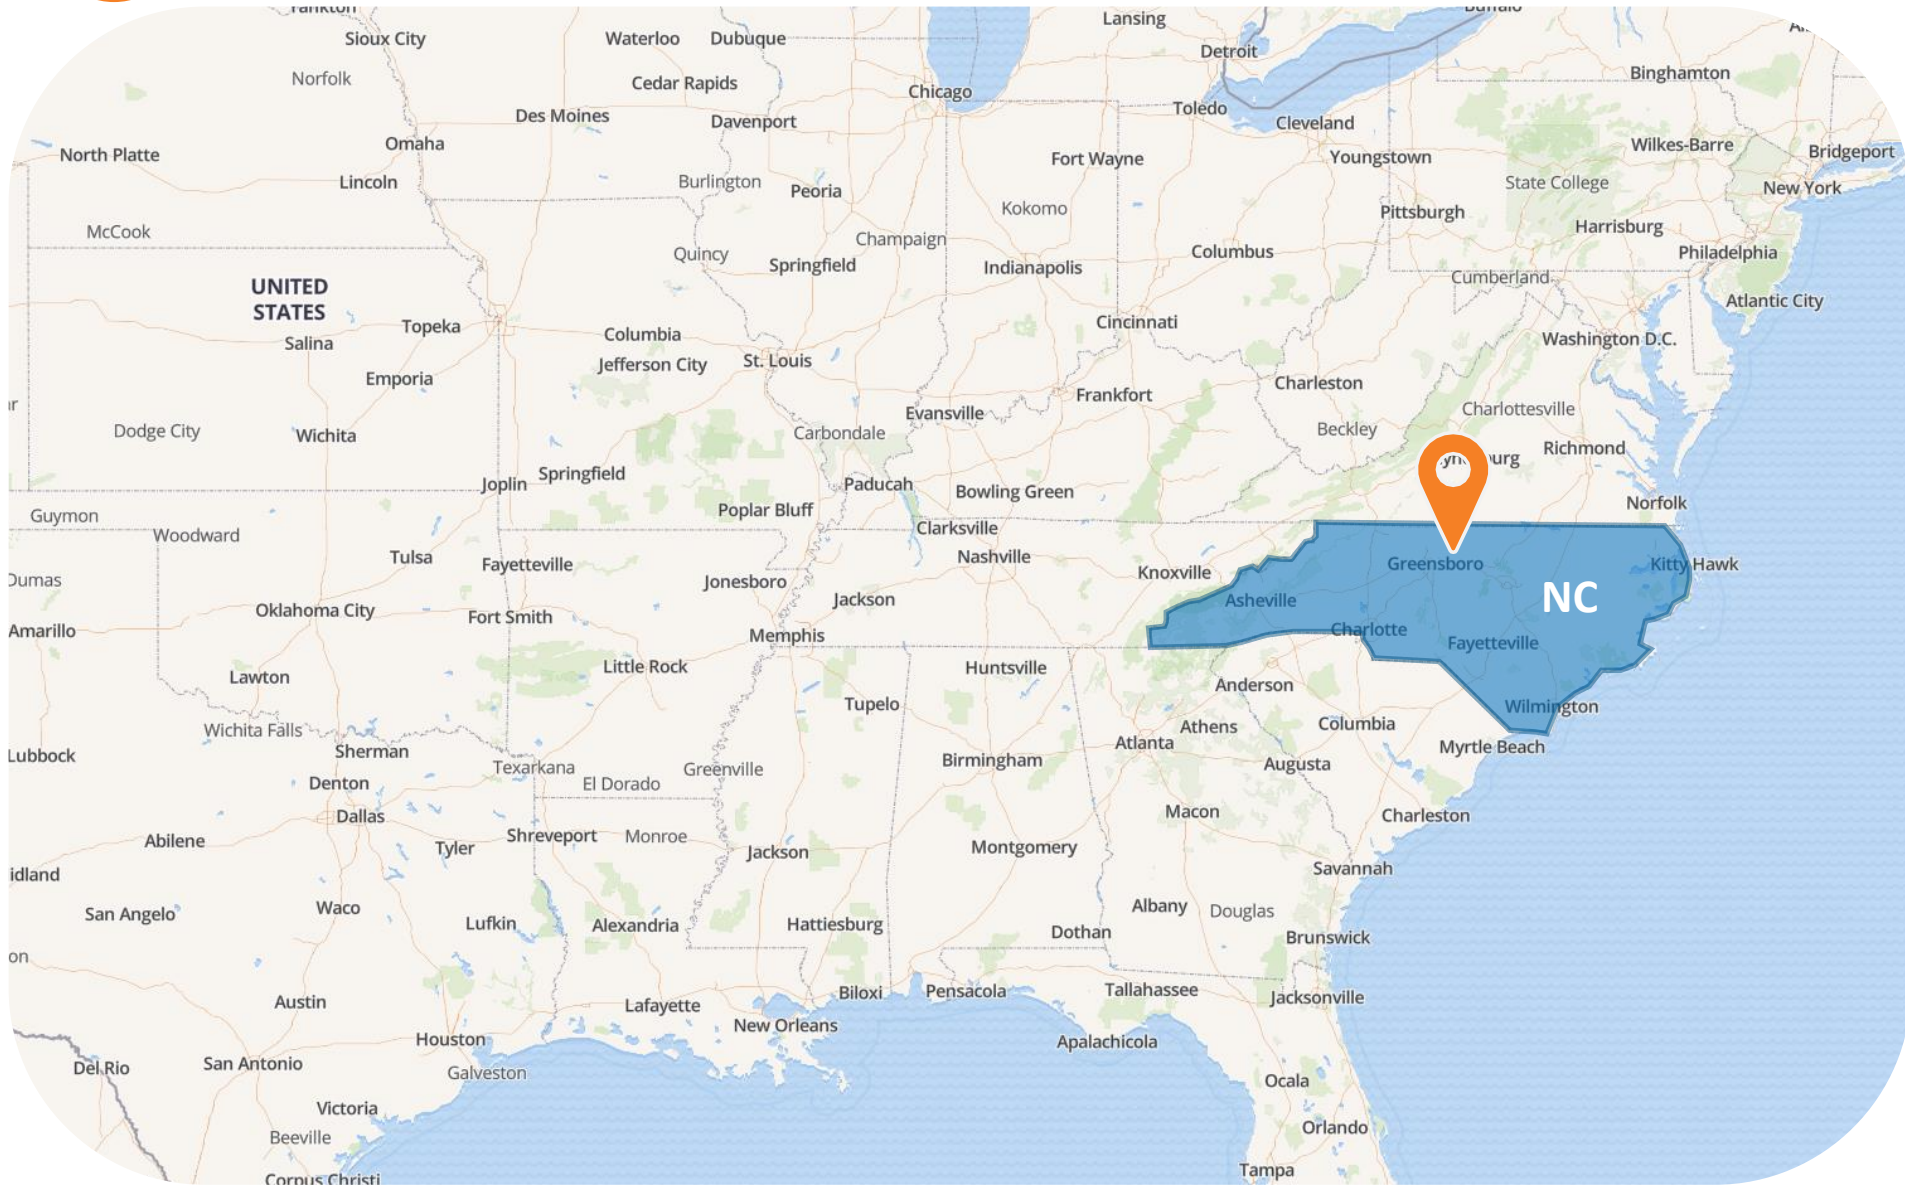 Lansing
Sioux City
Waterloo
Dubuque
Detroit
Norfolk
Cedar Rapids
Chicago
Binghamton
Des Moines
Davenport
Toledo
Cleveland
North Platte
Omaha
Fort Wayne
Youngstown
Wilkes-Barre
Bridgeport
Lincoln
Burlington
Peoria
State College
New York
McCook
Kokomo
Pittsburgh
Harrisburg
Quincy
Champaign
Springfield
Indianapolis
Columbus
Philadelphia
UNITED
STATES
Cumberland
Atlantic City
Salina
Topeka
Columbia
Cincinnati
Washington D.C.
Jefferson City
St. Louis
Emporia
Frankfort
Charleston
Evansville
Charlottesville
Dodge City
Wichita
Carbondale
Beckley
Richmond
Joplin
Springfield
Paducah
Bowling Green
Norfolk
Guymon
Woodward
Poplar Bluff
Clarksville
Tulsa
Fayetteville
Nashville
Knoxville
Greensboro
Kitty Hawk
Dumas
Jonesboro
Jackson
Asheville
NC
Oklahoma City
Fort Smith
Amarillo
Memphis
Charlotte
Fayetteville
Lawton
Little Rock
Huntsville
Anderson
Wichita Falls
Tupelo
Athens
Columbia
Wilmington
Lubbock
Sherman
Texarkana
Greenville
Birmingham
Atlanta
Augusta
Myrtle Beach
Denton
El Dorado
Dallas
Macon
Charleston
Abilene
Tyler
Shreveport
Monroe
Jackson
Montgomery
Savannah
idland
San Angelo
Waco
Lufkin
Alexandria
Hattiesburg
Albany
Douglas
Dothan
Brunswick
on
Austin
Lafayette
Biloxi
Pensacola
Tallahassee
Jacksonville
Houston
New Orleans
Apalachicola
Del Rio
San Antonio
Galveston
Ocala
Victoria
Beeville
Orlando
Corpus Christi
Tampa